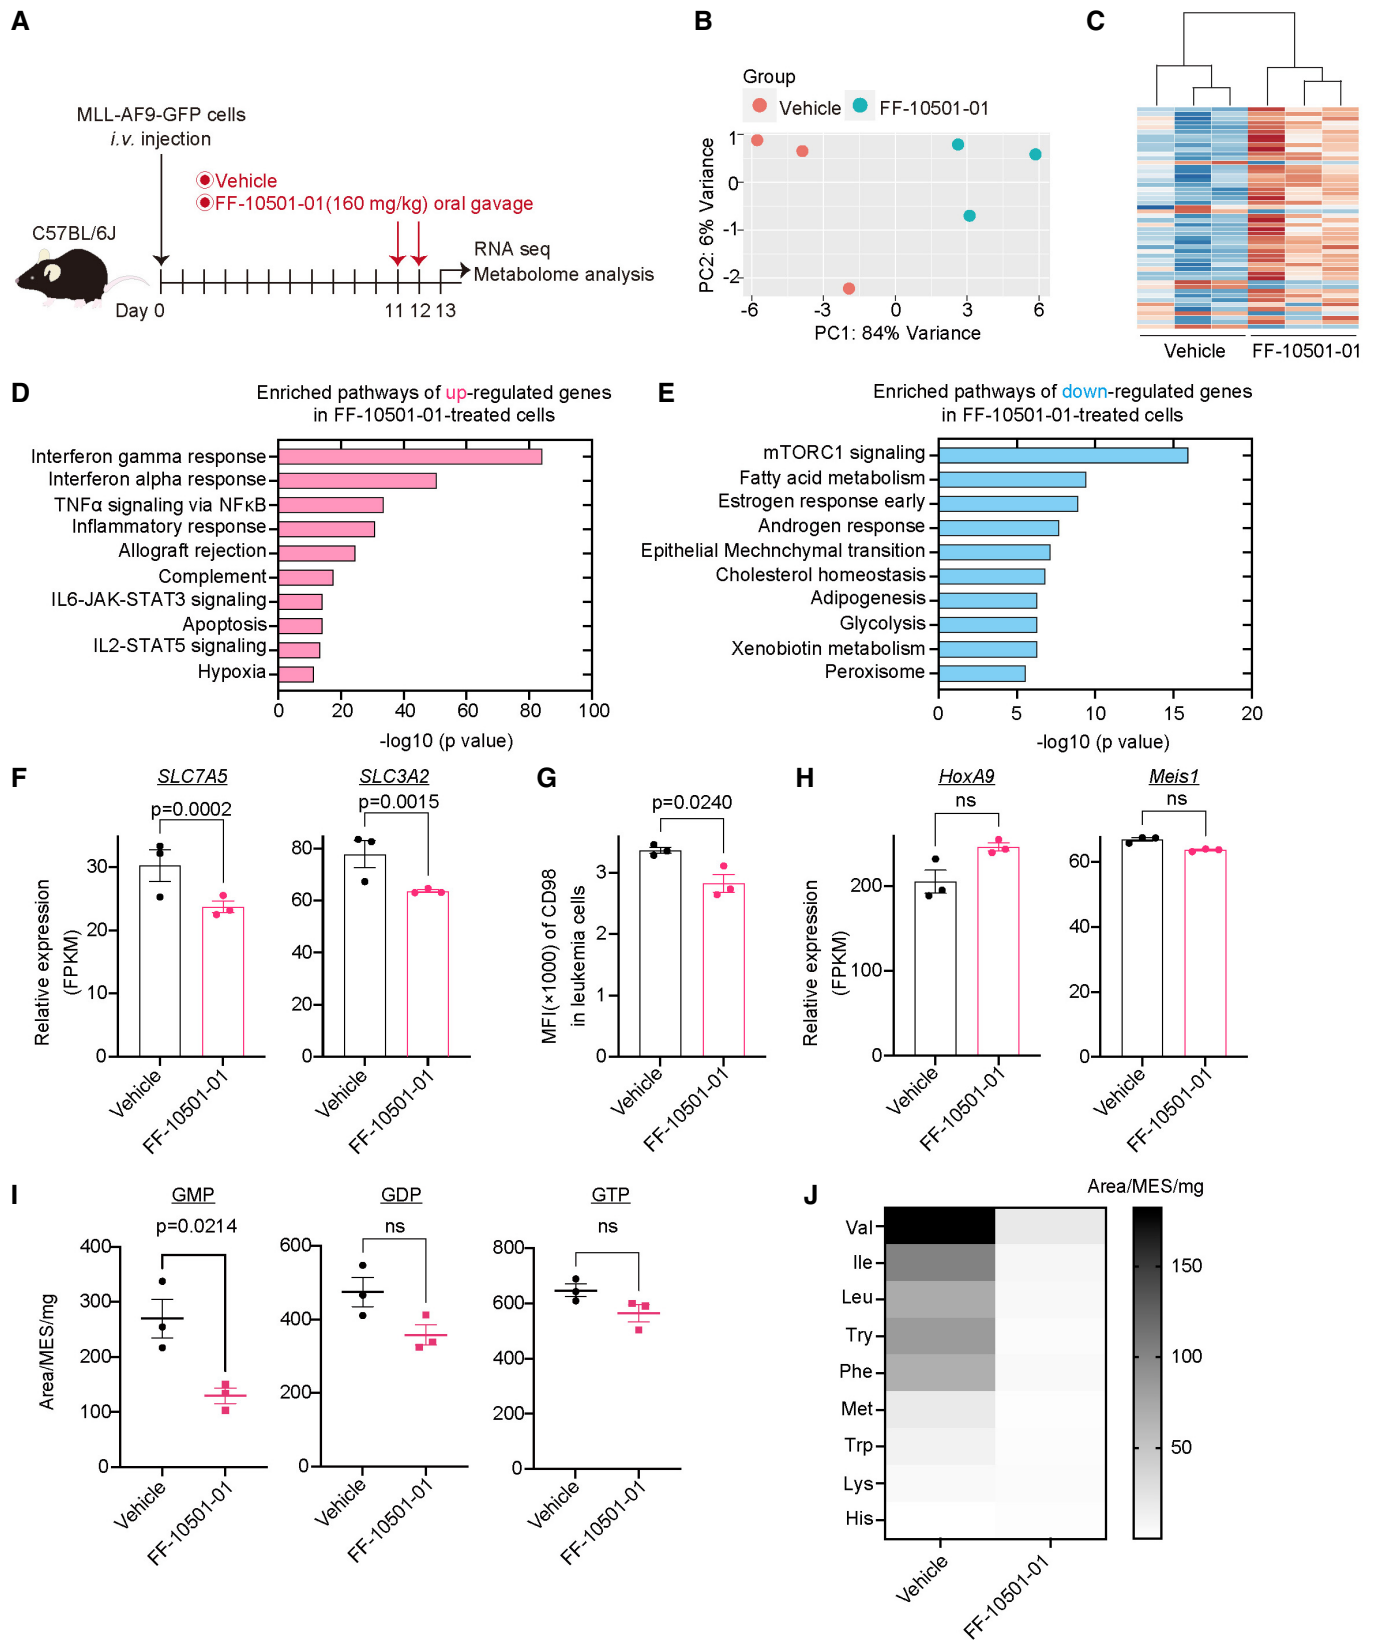 A
MLL-AF9-GFP cells
i.v. injection
Vehicle
FF-10501-01(160 mg/kg) oral gavage
C57BL/6J
RNA seq
Metabolome analysis
Day 0
11 12 13
B
Group
Vehicle
FF-10501-01
PC2: 6% Variance
1
0
-1
-2
-6 -3 0 3 6
PC1: 84% Variance
C
Vehicle
FF-10501-01
D
Enriched pathways of up-regulated genes
in FF-10501-01-treated cells
Interferon gamma response
Interferon alpha response
TNFα signaling via NFκB
Inflammatory response
Allograft rejection
Complement
IL6-JAK-STAT3 signaling
Apoptosis
IL2-STAT5 signaling
Hypoxia
0 20 40 60 80 100
-log10 (p value)
E
Enriched pathways of down-regulated genes
in FF-10501-01-treated cells
mTORC1 signaling
Fatty acid metabolism
Estrogen response early
Androgen response
Epithelial Mechnchymal transition
Cholesterol homeostasis
Adipogenesis
Glycolysis
Xenobiotin metabolism
Peroxisome
0 5 10 15 20
-log10 (p value)
F
SLC7A5
p=0.0002
Relative expression
(FPKM)
30
20
10
0
Vehicle
FF-10501-01
SLC3A2
p=0.0015
80
60
40
20
0
Vehicle
FF-10501-01
G
p=0.0240
MFI(×1000) of CD98
in leukemia cells
3
2
1
0
Vehicle
FF-10501-01
H
HoxA9
ns
Relative expression
(FPKM)
200
100
0
Vehicle
FF-10501-01
Meis1
ns
60
40
20
0
Vehicle
FF-10501-01
I
GMP
p=0.0214
Area/MES/mg
400
300
200
100
0
Vehicle
FF-10501-01
GDP
ns
600
400
200
0
Vehicle
FF-10501-01
GTP
ns
800
600
400
200
0
Vehicle
FF-10501-01
J
Area/MES/mg
Val
Ile
Leu
Try
Phe
Met
Trp
Lys
His
150
100
50
Vehicle
FF-10501-01